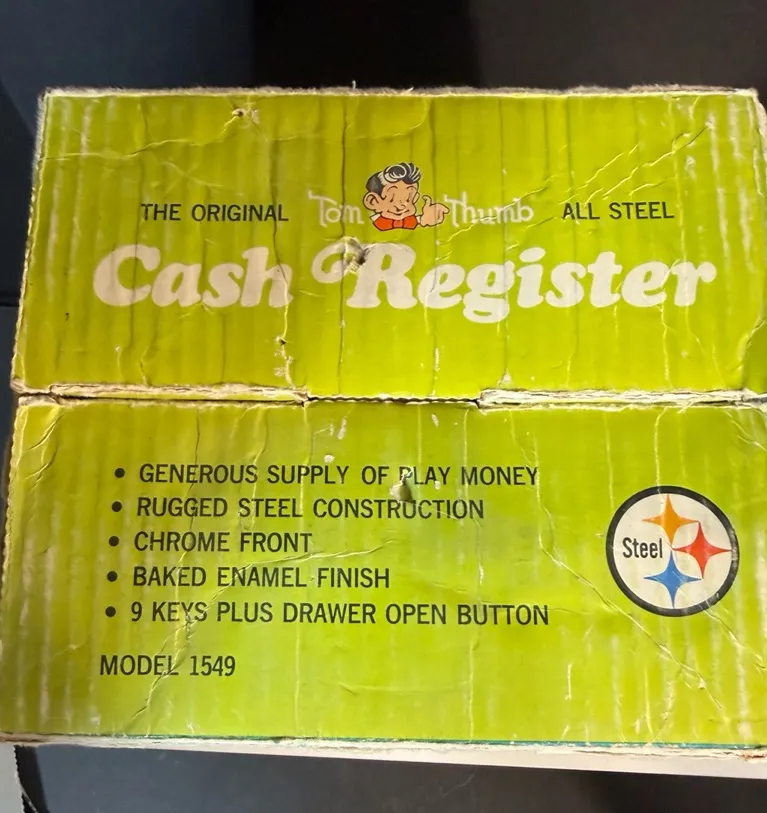 THE ORIGINAL Tom Thumb ALL STEEL
Cash Register
• GENEROUS SUPPLY OF PLAY MONEY
• RUGGED STEEL CONSTRUCTION
• CHROME FRONT
• BAKED ENAMEL FINISH
• 9 KEYS PLUS DRAWER OPEN BUTTON
Steel
MODEL 1549